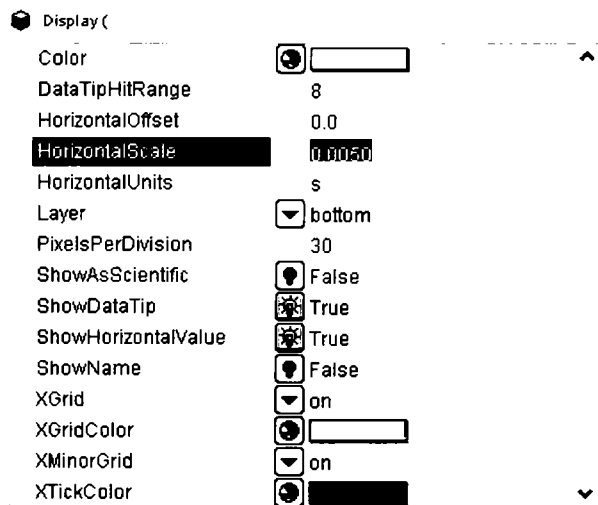 Display (
Color
DataTipHitRange 8
HorizontalOffset 0.0
HorizontalScale 0.0050
HorizontalUnits s
Layer bottom
PixelsPerDivision 30
ShowAsScientific False
ShowDataTip True
ShowHorizontalValue True
ShowName False
XGrid on
XGridColor
XMinorGrid on
XTickColor